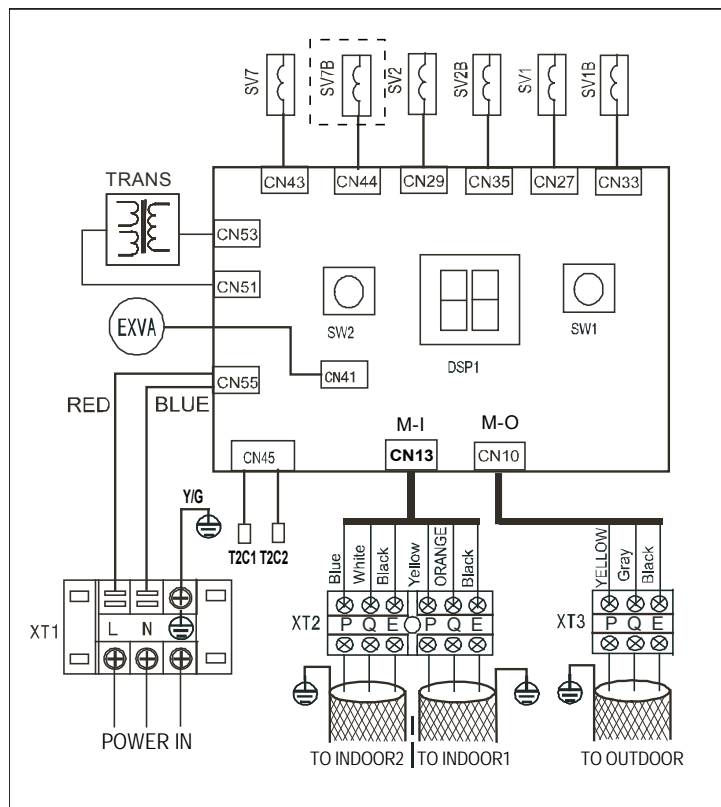 SV7 SV7B SV2 SV2B SV1 SV1B
CN43 CN44 CN29 CN35 CN27 CN33
TRANS
CN53
CN51
EXVA
SW2
DSP1
SW1
CN41
CN55
RED BLUE
M-I M-O
CN45
CN13 CN10
Y/G
T2C1 T2C2
Blue White Black Yellow ORANGE Black
YELLOW Gray Black
XT1
L N
XT2 P Q E P Q E
XT3 P Q E
POWER IN
TO INDOOR2 TO INDOOR1
TO OUTDOOR